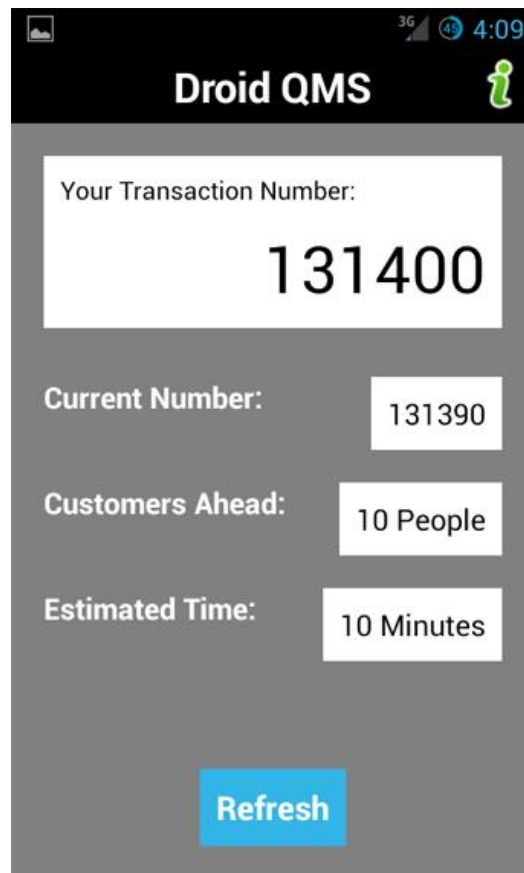 3G 45 4:09
Droid QMS
Your Transaction Number:
131400
Current Number:
131390
Customers Ahead:
10 People
Estimated Time:
10 Minutes
Refresh